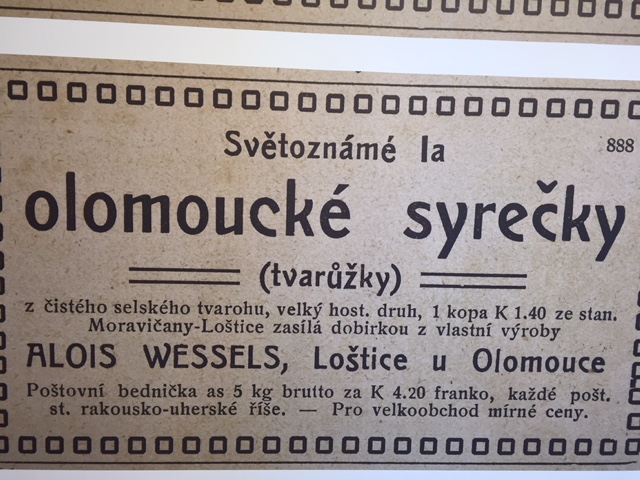 Světoznámé Ia
888
olomoucké syrečky
(tvarůžky)
z čistého selského tvarohu, velký host. druh, 1 kopa K 1.40 ze stan.
Moravičany-Loštice zasílá dobirkou z vlastní výroby
ALOIS WESSELS, Loštice u Olomouce
Poštovní bednička as 5 kg brutto za K 4.20 franko, každé pošt.
st. rakousko-uherské říše. — Pro velkoobchod mírné ceny.